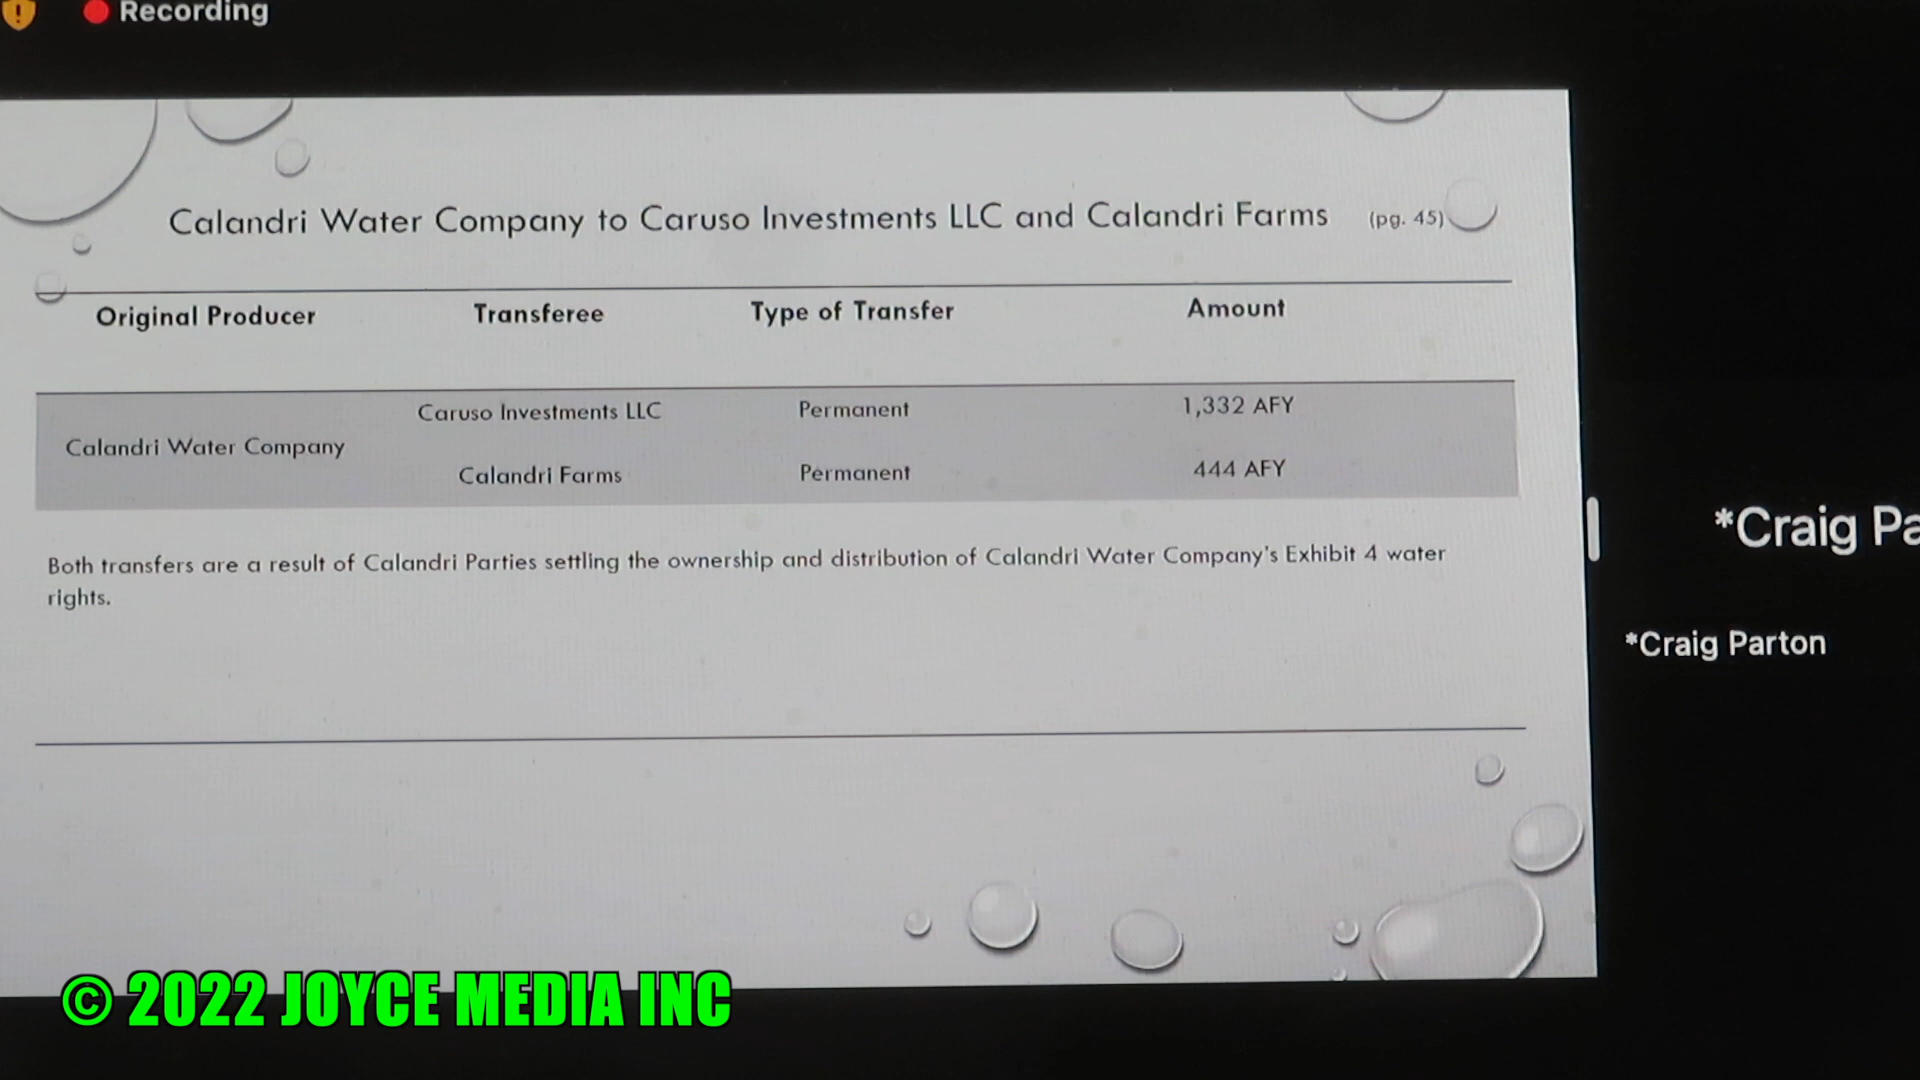 Recording
Calandri Water Company to Caruso Investments LLC and Calandri Farms (pg. 45)
Original Producer Transferee Type of Transfer Amount
Caruso Investments LLC Permanent 1,332 AFY
Calandri Water Company
Calandri Farms Permanent 444 AFY
Both transfers are a result of Calandri Parties settling the ownership and distribution of Calandri Water Company's Exhibit 4 water
rights.
*Craig Pa
*Craig Parton
© 2022 JOYCE MEDIA INC